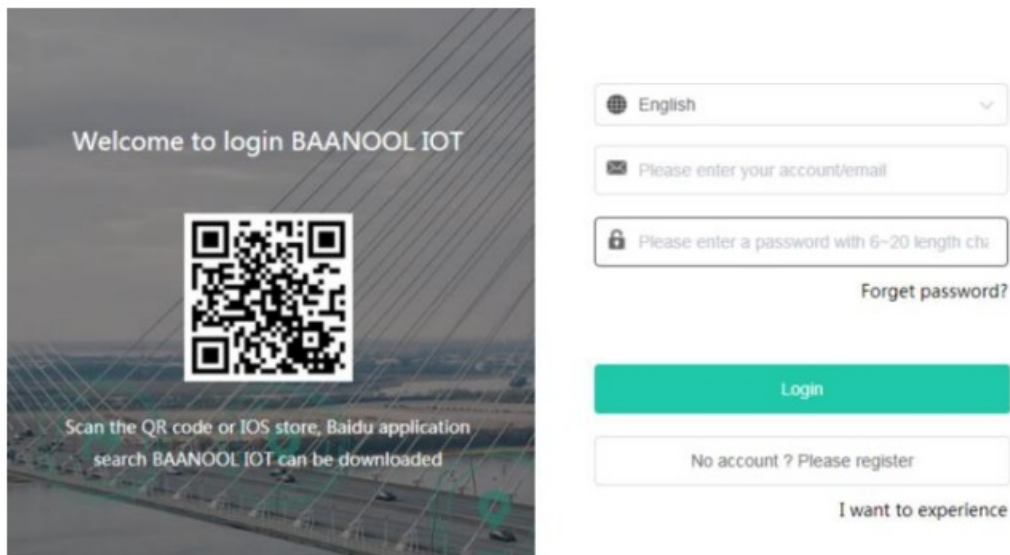 Welcome to login BAANOOL IOT
Scan the QR code or IOS store, Baidu application
search BAANOOL IOT can be downloaded
English
Please enter your account/email
Please enter a password with 6~20 length cha
Forget password?
Login
No account ? Please register
I want to experience